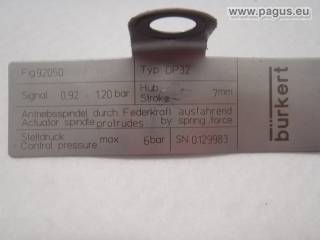 www.pagus.eu
Fig 92050 Typ DP32
Signal 0,92 - 1,20 bar Hub Stroke 7mm
Antriebsspindel durch Federkraft ausfahrend
Actuator spindle protrudes by spring force
Stelldruck
Control pressure max 6bar SN 0129983
bürkert